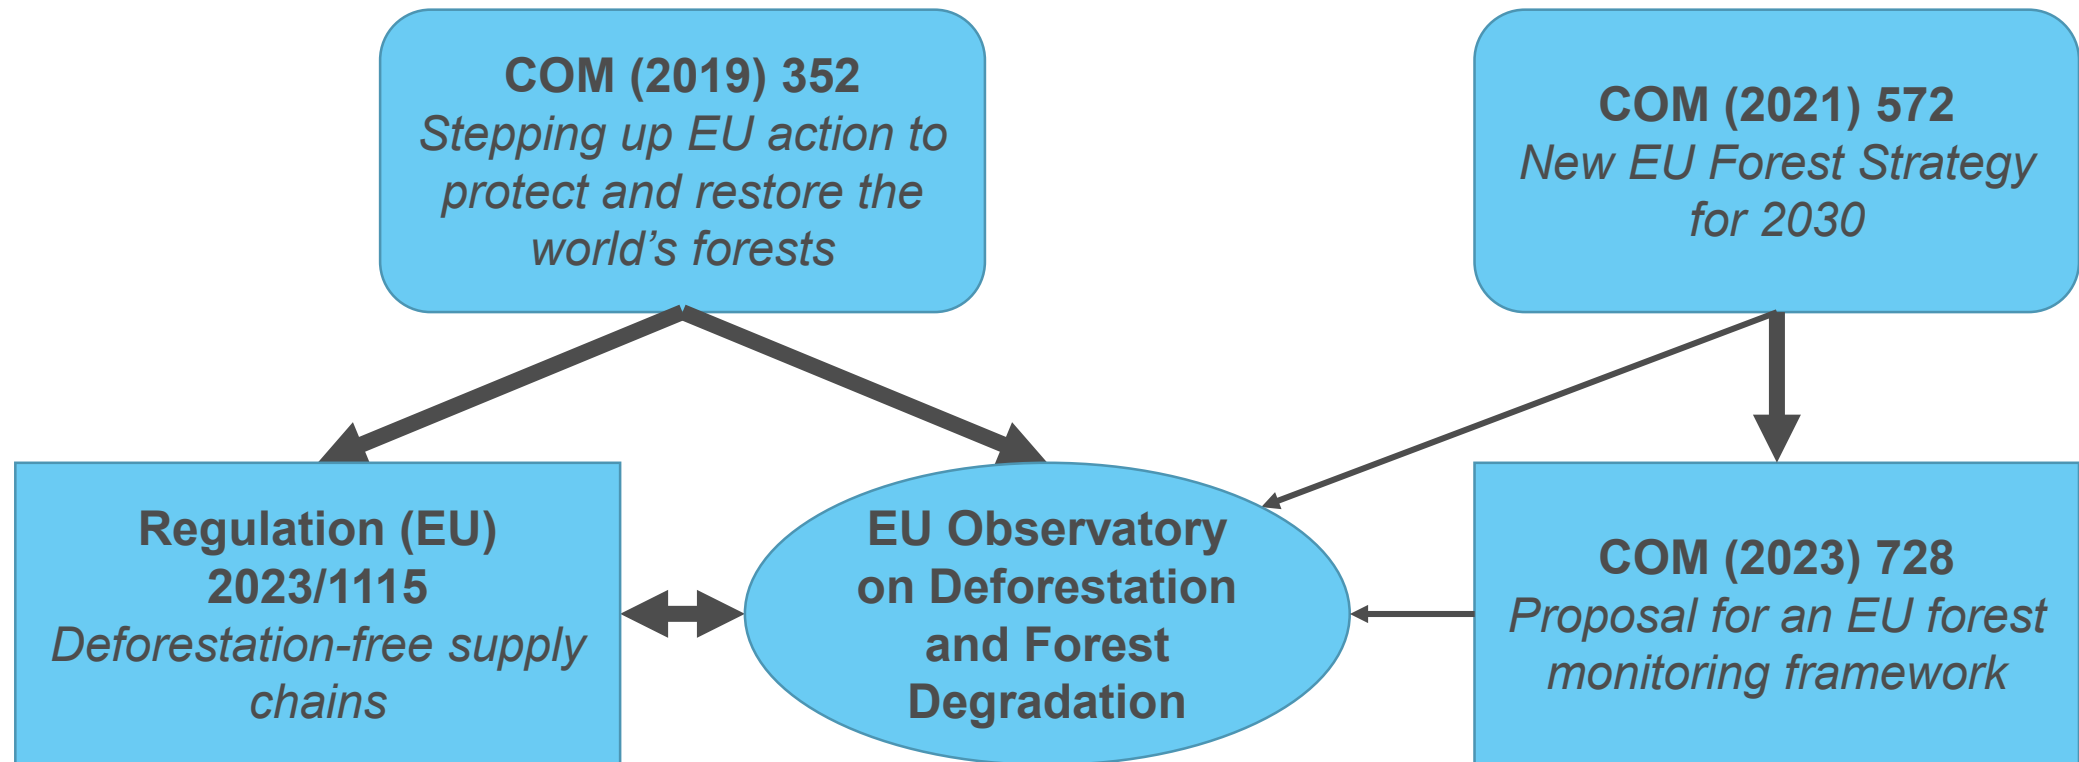 COM (2019) 352
Stepping up EU action to
protect and restore the
world’s forests
COM (2021) 572
New EU Forest Strategy
for 2030
Regulation (EU)
2023/1115
Deforestation-free supply
chains
EU Observatory
on Deforestation
and Forest
Degradation
COM (2023) 728
Proposal for an EU forest
monitoring framework